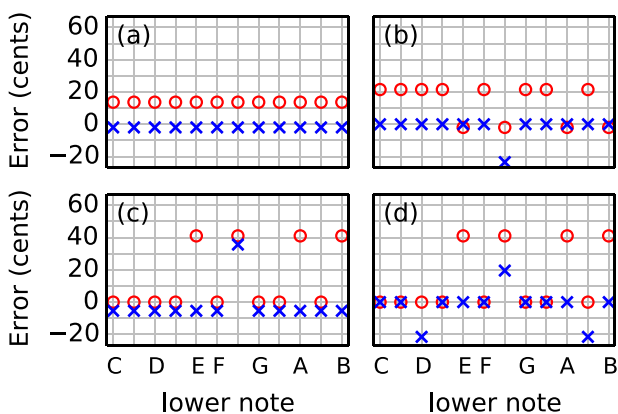 Error (cents)
60
40
20
0
−20
(a)
(b)
Error (cents)
60
40
20
0
−20
(c)
(d)
C D E F G A B
C D E F G A B
lower note
lower note